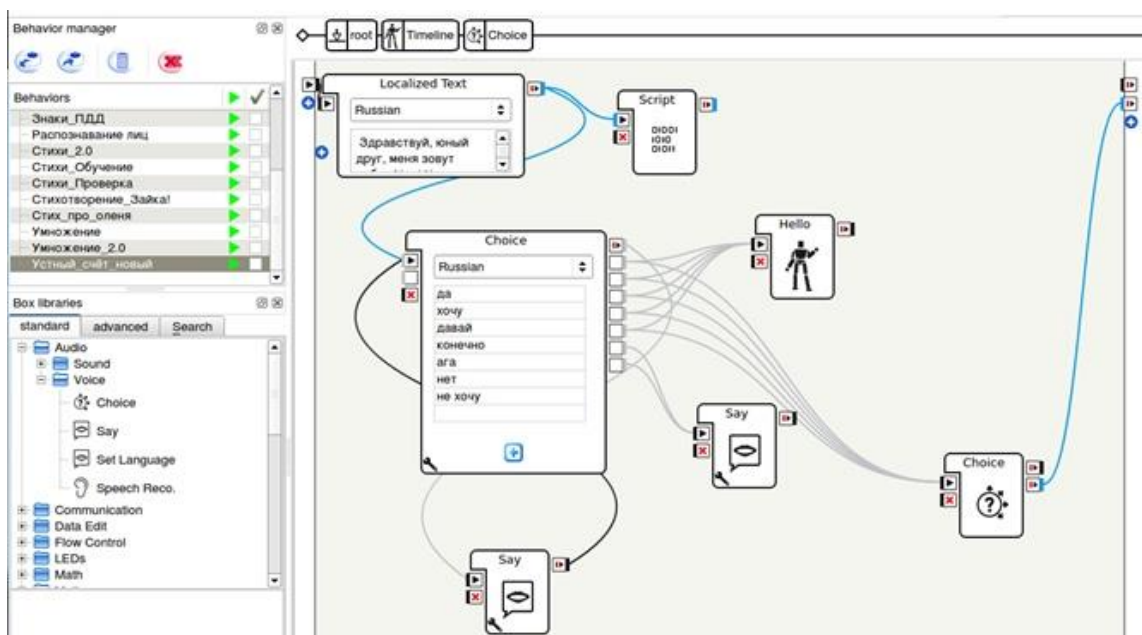 Behavior manager
Behaviors
Знаки_ПДД
Распознавание лиц
Стихи_2.0
Стихи_Обучение
Стихи_Проверка
Стихотворение_Зайка!
Стих_про_оленя
Умножение
Умножение_2.0
Устный_счёт_новый
Box libraries
standard advanced Search
Audio
Sound
Voice
Choice
Say
Set Language
Speech Reco.
Communication
Data Edit
Flow Control
LEDs
Math
root Timeline Choice
Localized Text
Russian
Здравствуй, юный
друг, меня зовут
Script
Choice
Russian
да
хочу
давай
конечно
ага
нет
не хочу
Hello
Say
Choice
Say